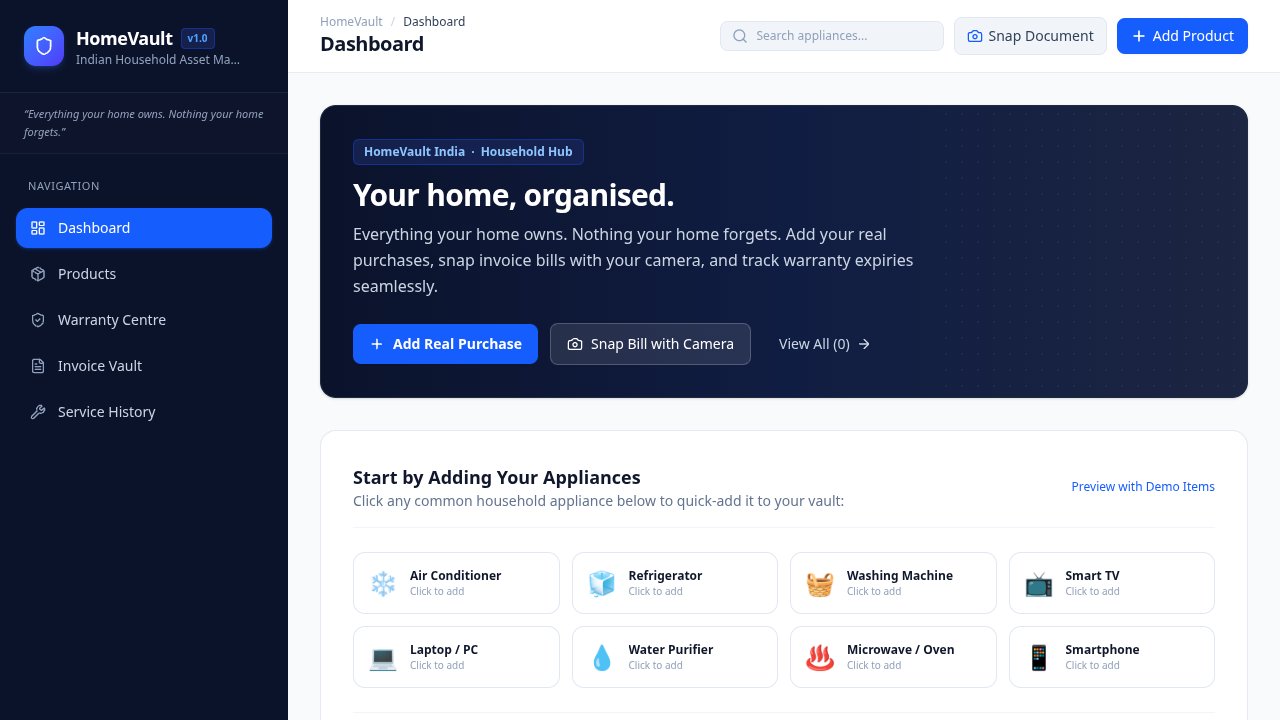 HomeVault v1.0
Indian Household Asset Ma...
“Everything your home owns. Nothing your home
forgets.”
NAVIGATION
Dashboard
Products
Warranty Centre
Invoice Vault
Service History
HomeVault / Dashboard
Dashboard
Search appliances...
Snap Document
Add Product
HomeVault India · Household Hub
Your home, organised.
Everything your home owns. Nothing your home forgets. Add your real
purchases, snap invoice bills with your camera, and track warranty expiries
seamlessly.
Add Real Purchase
Snap Bill with Camera
View All (0)
Start by Adding Your Appliances
Click any common household appliance below to quick-add it to your vault:
Preview with Demo Items
Air Conditioner
Click to add
Refrigerator
Click to add
Washing Machine
Click to add
Smart TV
Click to add
Laptop / PC
Click to add
Water Purifier
Click to add
Microwave / Oven
Click to add
Smartphone
Click to add